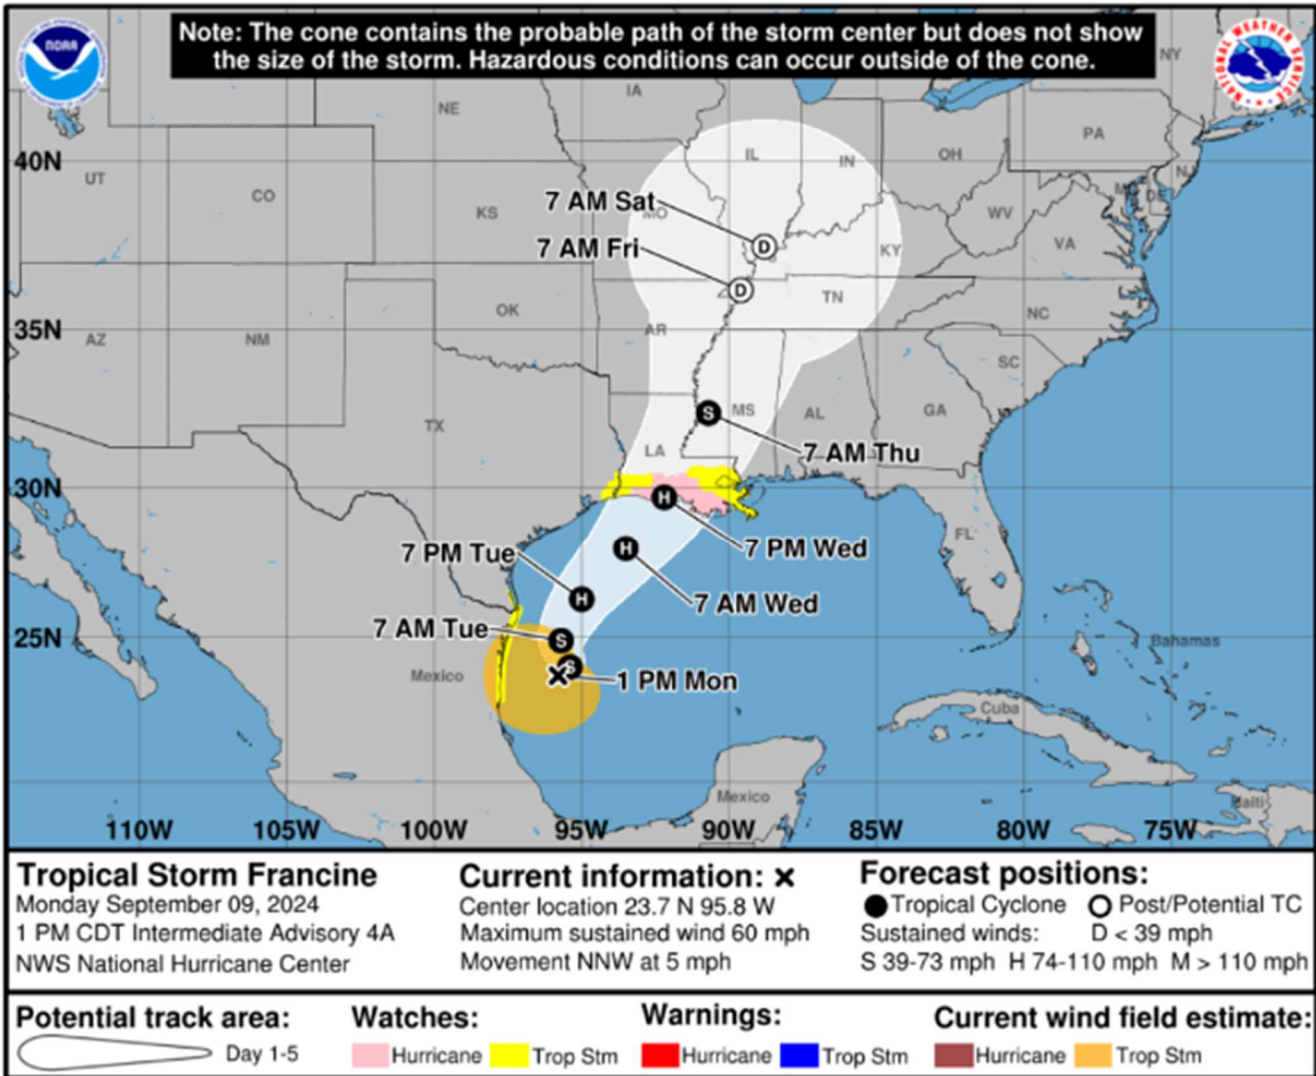 Note: The cone contains the probable path of the storm center but does not show
the size of the storm. Hazardous conditions can occur outside of the cone.
NOAA
NATIONAL WEATHER SERVICE
NY
IA
NE
PA
40N
IL
IN
OH
NJ
UT
CO
KS
MO
WV
DE
7 AM Sat
D
KY
VA
7 AM Fri
D
TN
OK
NC
35N
AZ
NM
AR
SC
TX
S
MS
AL
GA
LA
7 AM Thu
30N
H
FL
7 PM Tue
H
7 PM Wed
H
7 AM Wed
7 AM Tue
S
25N
Bahamas
Mexico
S
1 PM Mon
Cuba
Mexico
Haiti
110W 105W 100W 95W 90W 85W 80W 75W
Tropical Storm Francine
Monday September 09, 2024
1 PM CDT Intermediate Advisory 4A
NWS National Hurricane Center
Current information: x
Center location 23.7 N 95.8 W
Maximum sustained wind 60 mph
Movement NNW at 5 mph
Forecast positions:
Tropical Cyclone Post/Potential TC
Sustained winds: D < 39 mph
S 39-73 mph H 74-110 mph M > 110 mph
Potential track area:
Day 1-5
Watches:
Hurricane Trop Stm
Warnings:
Hurricane Trop Stm
Current wind field estimate:
Hurricane Trop Stm